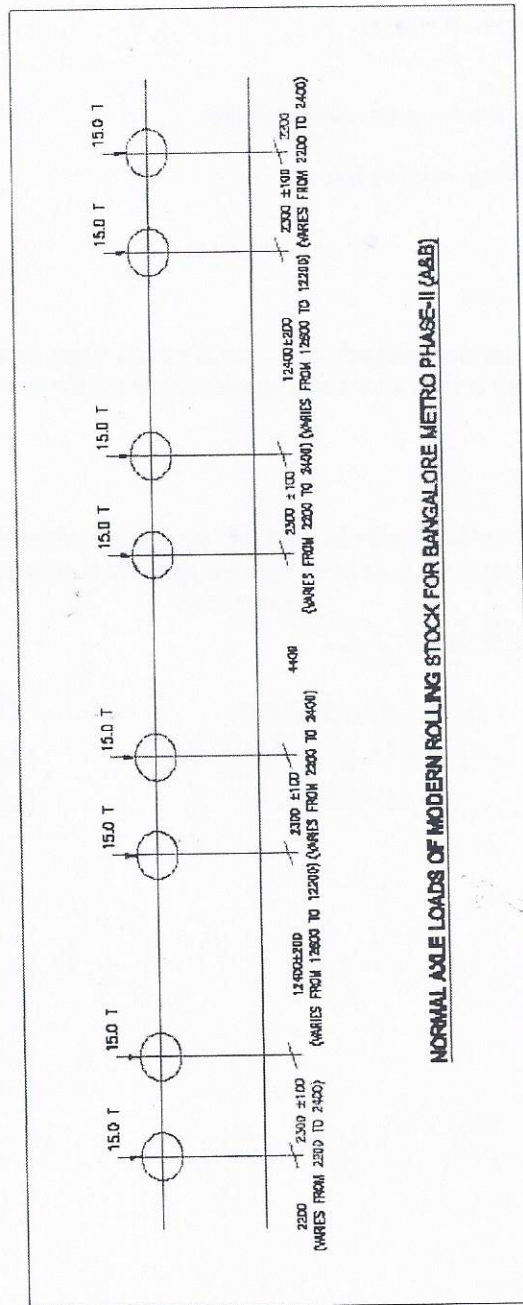 15.0 T 15.0 T 15.0 T 15.0 T 15.0 T 15.0 T 15.0 T 15.0 T
2200 2300 ±100 12400±200 2300 ±100 4400 2300 ±100 12400±200 2300 ±100 2200
(VARIES FROM 2200 TO 2400) (VARIES FROM 12600 TO 12200) (VARIES FROM 2200 TO 2400) (VARIES FROM 2200 TO 2400) (VARIES FROM 12600 TO 12200) (VARIES FROM 2200 TO 2400)
NORMAL AXLE LOADS OF MODERN ROLLING STOCK FOR BANGALORE METRO PHASE-II (A&B)